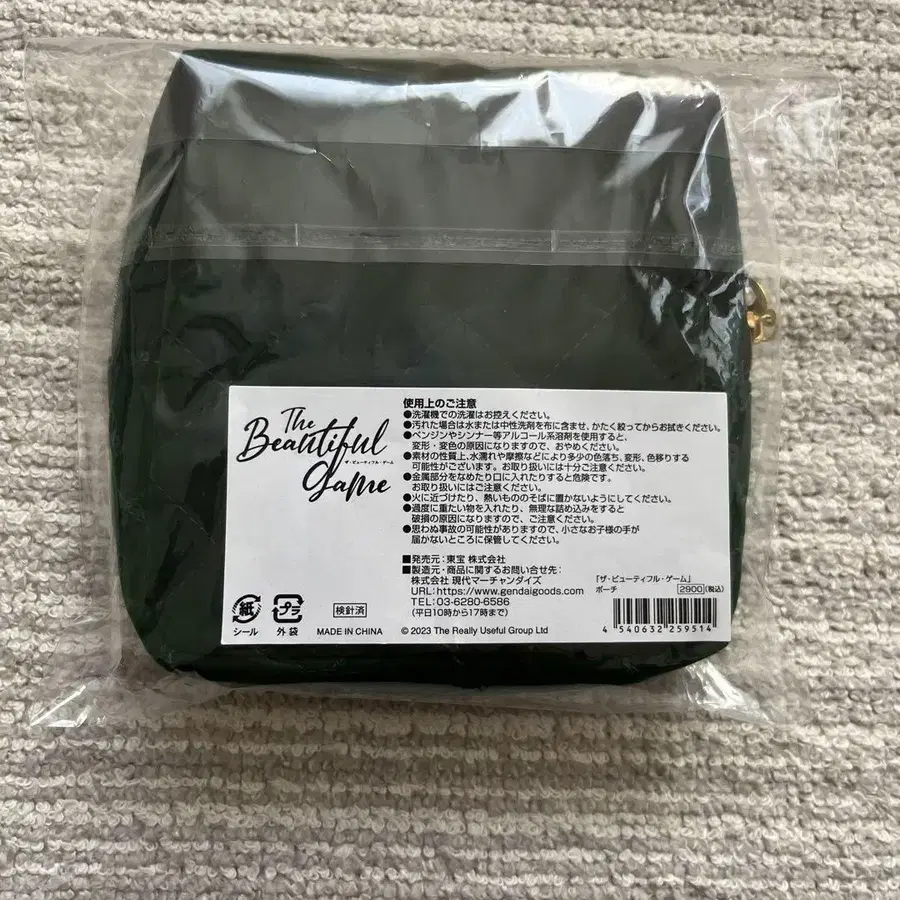 The
Beautiful
ザ・ビューティフル・ゲーム
Game
使用上のご注意
●洗濯機での洗濯はお控えください。
●汚れた場合は水または中性洗剤を布に含ませ、かたく絞ってからお拭きください。
●ベンジンやシンナー等アルコール系溶剤を使用すると、
変形・変色の原因になりますので、おやめください。
●素材の性質上、水濡れや摩擦などにより多少の色落ち、変形、色移りする
可能性がございます。お取り扱いには十分ご注意ください。
●金属部分をなめたり口に入れたりすると危険です。
お取り扱いにはご注意ください。
●火に近づけたり、熱いもののそばに置かないようにしてください。
●過度に重たい物を入れたり、無理な詰め込みをすると
破損の原因になりますので、ご注意ください。
●思わぬ事故の可能性がありますので、小さなお子様の手が
届かないところに保管してください。
■発売元：東宝 株式会社
■製造元・商品に関するお問い合せ先：
株式会社 現代マーチャンダイズ
URL:https://www.gendaigoods.com
TEL:03-6280-6586
(平日10時から17時まで)
「ザ・ビューティフル・ゲーム」
ポーチ 2900(税込)
4 540632 259514
紙 プラ 検針済
シール 外袋 MADE IN CHINA © 2023 The Really Useful Group Ltd